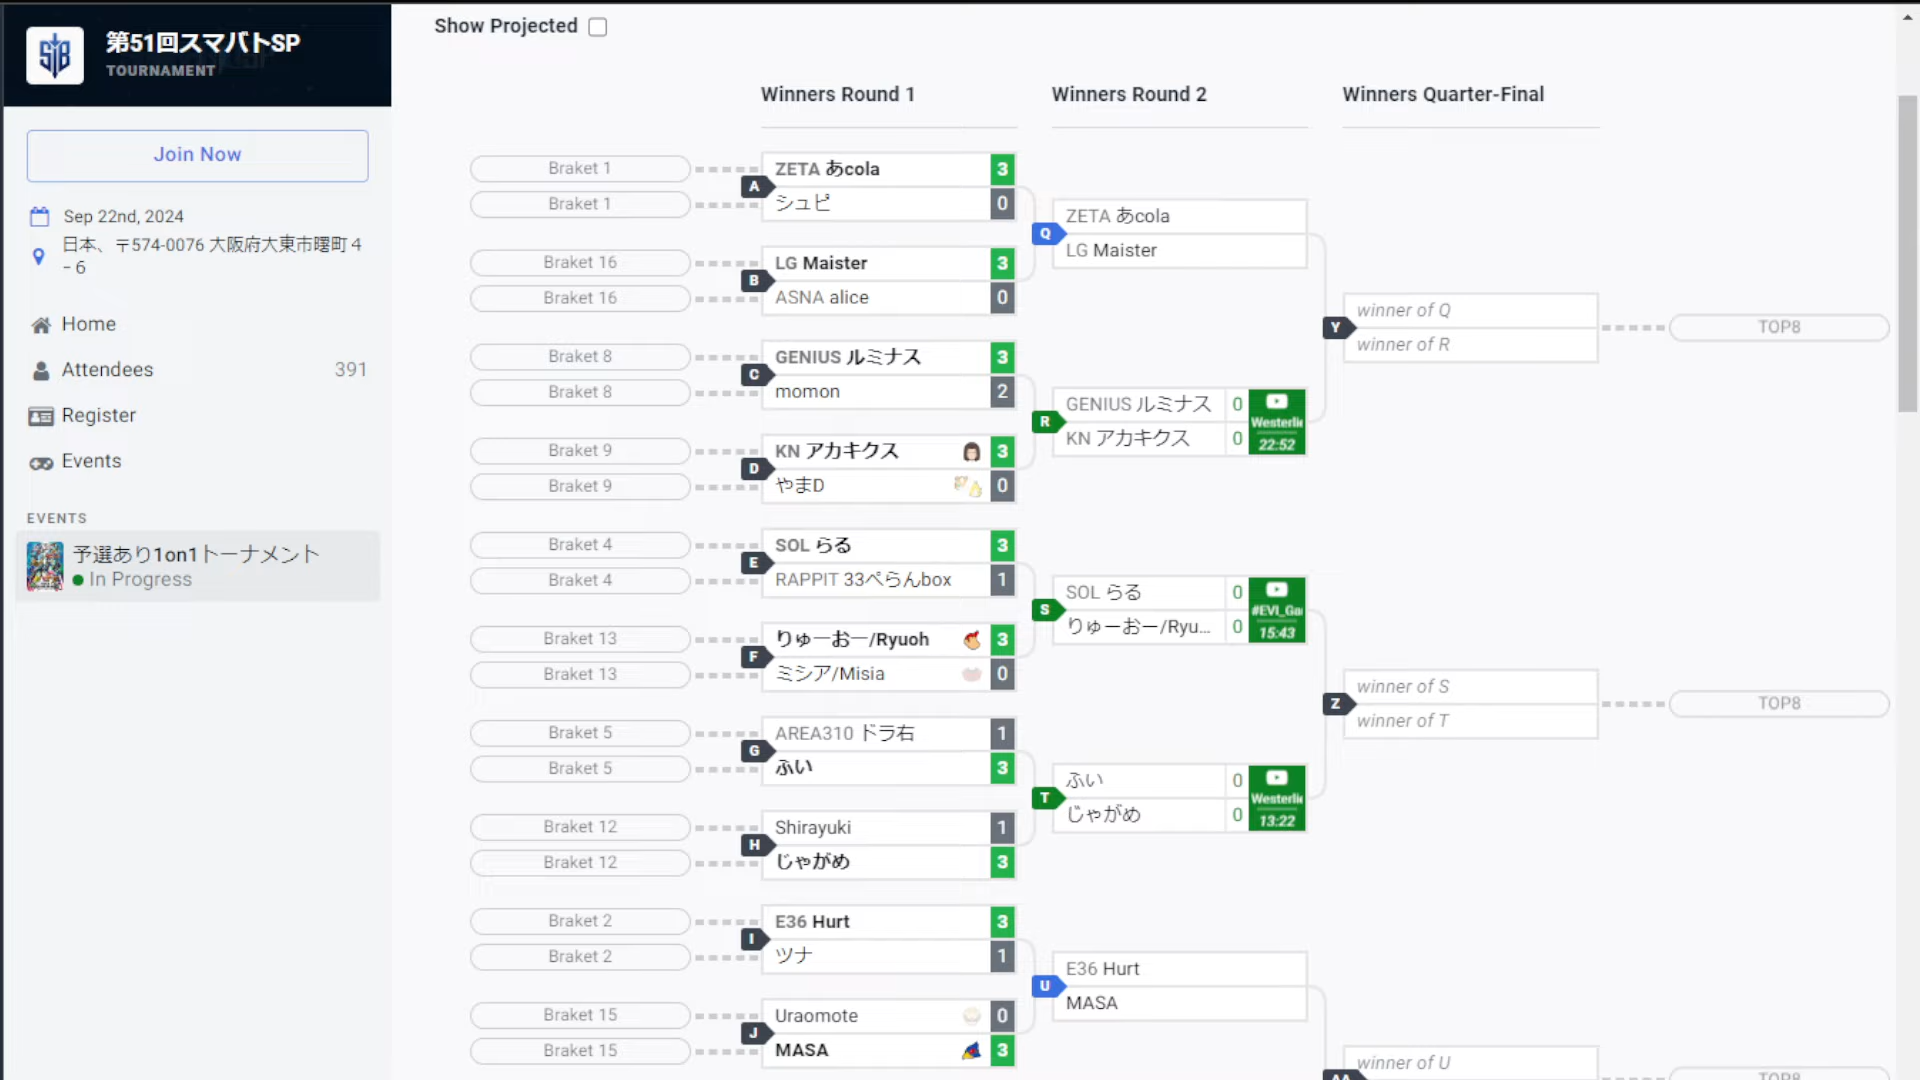 Show Projected
第51回スマバトSP
TOURNAMENT
Join Now
Sep 22nd, 2024
日本、〒574-0076 大阪府大東市曙町４
−６
Home
Attendees 391
Register
Events
EVENTS
予選あり1on1トーナメント
In Progress
Winners Round 1
Winners Round 2
Winners Quarter-Final
Braket 1
Braket 1
A
ZETA あcola 3
シュピ 0
Braket 16
Braket 16
B
LG Maister 3
ASNA alice 0
Braket 8
Braket 8
C
GENIUS ルミナス 3
momon 2
Braket 9
Braket 9
D
KN アカキクス 3
やまD 0
Braket 4
Braket 4
E
SOL らる 3
RAPPIT 33ぺらんbox 1
Braket 13
Braket 13
F
りゅーおー/Ryuoh 3
ミシア/Misia 0
Braket 5
Braket 5
G
AREA310 ドラ右 1
ふい 3
Braket 12
Braket 12
H
Shirayuki 1
じゃがめ 3
Braket 2
Braket 2
I
E36 Hurt 3
ツナ 1
Braket 15
Braket 15
J
Uraomote 0
MASA 3
Q
ZETA あcola
LG Maister
R
GENIUS ルミナス 0
KN アカキクス 0
Westerlie
22:52
S
SOL らる 0
りゅーおー/Ryu... 0
#EVI_Ga
15:43
T
ふい 0
じゃがめ 0
Westerlie
13:22
U
E36 Hurt
MASA
Y
winner of Q
winner of R
TOP8
Z
winner of S
winner of T
TOP8
AA
winner of U
TOP8